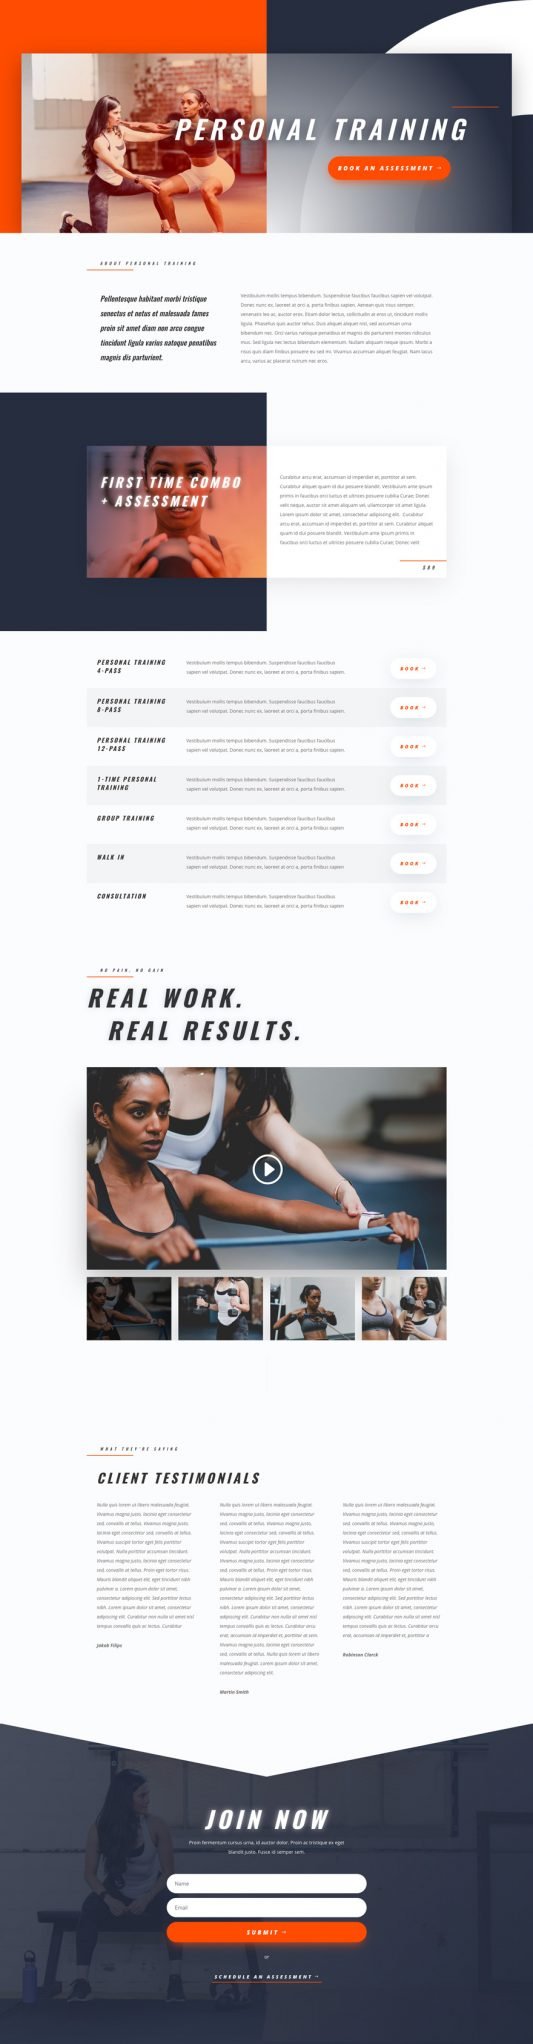 PERSONAL TRAINING
BOOK AN ASSESSMENT →
ABOUT PERSONAL TRAINING
Pellentesque habitant morbi tristique
senectus et netus et malesuada fames
proin sit amet diam non arcu congue
tincidunt ligula varius natoque penatibus
magnis dis parturient.
Vestibulum mollis tempus bibendum. Suspendisse faucibus faucibus sapien vel volutpat.
Donec nunc ex, laoreet at orci a, porta finibus sapien. Aenean quis risus semper,
venenatis leo ac, auctor eros. Etiam dolor lectus, sollicitudin at eros ut, tincidunt mollis
ligula. Phasellus quis auctor tellus. Duis aliquet aliquet nisl, sed accumsan urna
bibendum nec. Orci varius natoque penatibus et magnis dis parturient montes ridiculus
mus. Sed ligula nec lectus bibendum elementum. Nullam aliquam neque ipsum. Morbi a
risus quis diam finibus posuere eu sed mi. Vivamus accumsan aliquet feugiat. Nam lacus
arcu, varius ac placerat rutrum nec eros.
FIRST TIME COMBO
+ ASSESSMENT
Curabitur arcu erat, accumsan id imperdiet et, porttitor at sem.
Curabitur aliquet quam id dui posuere blandit. Vestibulum ante ipsum
primis in faucibus orci luctus et ultrices posuere cubilia Curae; Donec
velit neque, auctor sit amet aliquam vel, ullamcorper sit amet ligula.
Lorem ipsum dolor sit amet, consectetur adipiscing elit. Curabitur
arcu erat, accumsan id imperdiet et, porttitor at sem. Curabitur aliquet
quam id dui posuere blandit. Vestibulum ante ipsum primis in
faucibus orci luctus et ultrices posuere cubilia Curae; Donec velit
$89
PERSONAL TRAINING
4-PASS
Vestibulum mollis tempus bibendum. Suspendisse faucibus faucibus
sapien vel volutpat. Donec nunc ex, laoreet at orci a, porta finibus sapien.
BOOK →
PERSONAL TRAINING
8-PASS
Vestibulum mollis tempus bibendum. Suspendisse faucibus faucibus
sapien vel volutpat. Donec nunc ex, laoreet at orci a, porta finibus sapien.
BOOK →
PERSONAL TRAINING
12-PASS
Vestibulum mollis tempus bibendum. Suspendisse faucibus faucibus
sapien vel volutpat. Donec nunc ex, laoreet at orci a, porta finibus sapien.
BOOK →
1-TIME PERSONAL
TRAINING
Vestibulum mollis tempus bibendum. Suspendisse faucibus faucibus
sapien vel volutpat. Donec nunc ex, laoreet at orci a, porta finibus sapien.
BOOK →
GROUP TRAINING
Vestibulum mollis tempus bibendum. Suspendisse faucibus faucibus
sapien vel volutpat. Donec nunc ex, laoreet at orci a, porta finibus sapien
BOOK →
WALK IN
Vestibulum mollis tempus bibendum. Suspendisse faucibus faucibus
sapien vel volutpat. Donec nunc ex, laoreet at orci a, porta finibus sapien
BOOK →
CONSULTATION
Vestibulum mollis tempus bibendum. Suspendisse faucibus faucibus
sapien vel volutpat. Donec nunc ex, laoreet at orci a, porta finibus sapien
BOOK →
NO PAIN, NO GAIN
REAL WORK.
REAL RESULTS.
WHAT THEY'RE SAYING
CLIENT TESTIMONIALS
Nulla quis lorem ut libero malesuada feugiat.
Vivamus magna justo, lacinia eget consectetur
sed, convallis at tellus. Vivamus magna justo,
lacinia eget consectetur sed, convallis at tellus.
Vivamus suscipit tortor eget felis porttitor
volutpat. Nulla porttitor accumsan tincidunt.
Vivamus magna justo, lacinia eget consectetur
sed, convallis at tellus. Proin eget tortor risus.
Mauris blandit aliquet elit, eget tincidunt nibh
pulvinar a. Lorem ipsum dolor sit amet,
consectetur adipiscing elit. Sed porttitor lectus
nibh. Lorem ipsum dolor sit amet, consectetur
adipiscing elit. Curabitur non nulla sit amet nisl
tempus convallis quis ac lectus. Curabitur
Jakob Filips
Nulla quis lorem ut libero malesuada feugiat.
Vivamus magna justo, lacinia eget consectetur
sed, convallis at tellus. Vivamus magna justo,
lacinia eget consectetur sed, convallis at tellus.
Vivamus suscipit tortor eget felis porttitor
volutpat. Nulla porttitor accumsan tincidunt.
Vivamus magna justo, lacinia eget consectetur
sed, convallis at tellus. Proin eget tortor risus.
Mauris blandit aliquet elit, eget tincidunt nibh
pulvinar a. Lorem ipsum dolor sit amet,
consectetur adipiscing elit. Sed porttitor lectus
nibh. Lorem ipsum dolor sit amet, consectetur
adipiscing elit. Curabitur non nulla sit amet nisl
tempus convallis quis ac lectus. Curabitur arcu
erat, accumsan id imperdiet et, porttitor at sem.
Vivamus magna justo, lacinia eget consectetur
sed, convallis at tellus. Nulla quis lorem ut libero
malesuada feugiat. Lorem ipsum dolor sit amet,
consectetur adipiscing elit.
Martin Smith
Nulla quis lorem ut libero malesuada feugiat.
Vivamus magna justo, lacinia eget consectetur
sed, convallis at tellus. Vivamus magna justo,
lacinia eget consectetur sed, convallis at tellus.
Vivamus suscipit tortor eget felis porttitor
volutpat. Nulla porttitor accumsan tincidunt.
Vivamus magna justo, lacinia eget consectetur
sed, convallis at tellus. Proin eget tortor risus.
Mauris blandit aliquet elit, eget tincidunt nibh
pulvinar a. Lorem ipsum dolor sit amet,
consectetur adipiscing elit. Sed porttitor lectus
nibh. Lorem ipsum dolor sit amet, consectetur
adipiscing elit. Curabitur non nulla sit amet nisl
tempus convallis quis ac lectus. Curabitur arcu
erat, accumsan id imperdiet et, porttitor a
Robinson Clarck
JOIN NOW
Proin fermentum cursus urna, id auctor dolor. Proin ac tristique ex eget
blandit justo. Fusce id semper sem.
Name
Email
SUBMIT →
or
SCHEDULE AN ASSESSMENT →